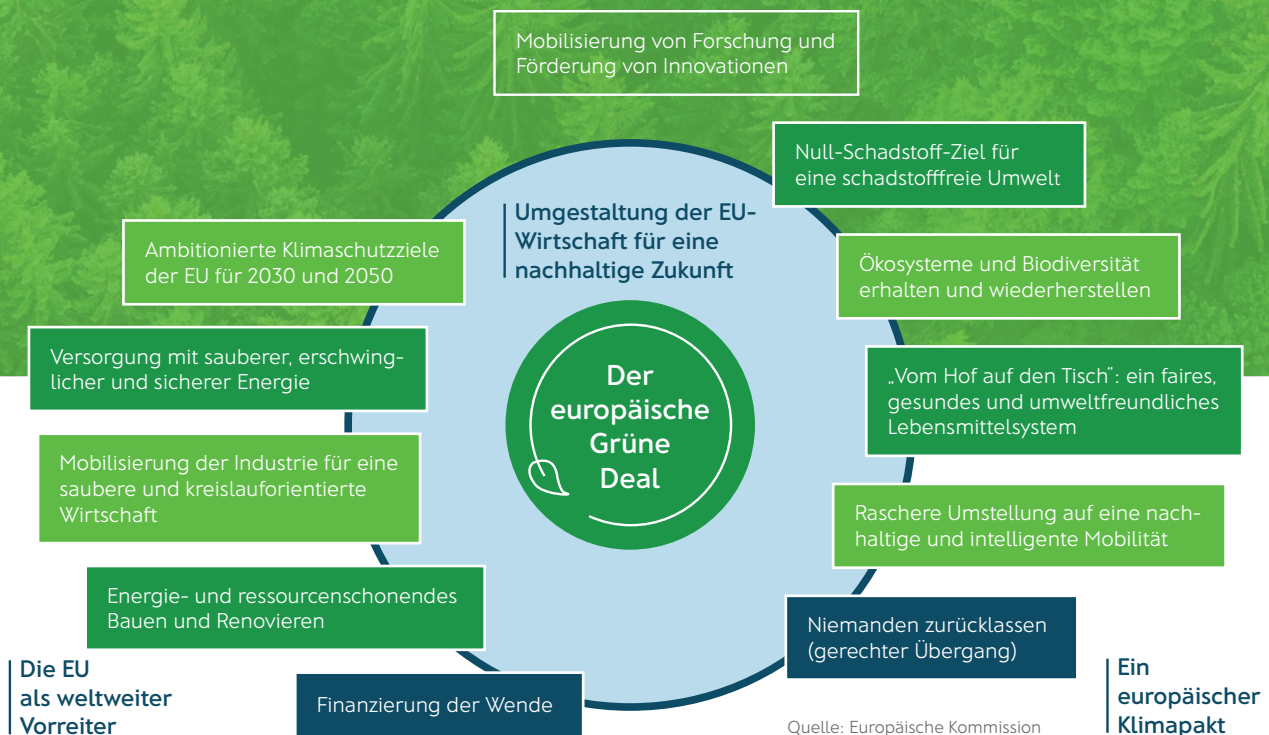 Mobilisierung von Forschung und
Förderung von Innovationen
Null-Schadstoff-Ziel für
eine schadstofffreie Umwelt
Umgestaltung der EU-
Wirtschaft für eine
nachhaltige Zukunft
Ambitionierte Klimaschutzziele
der EU für 2030 und 2050
Ökosysteme und Biodiversität
erhalten und wiederherstellen
Versorgung mit sauberer, erschwing-
licher und sicherer Energie
Der
europäische
Grüne
Deal
„Vom Hof auf den Tisch“: ein faires,
gesundes und umweltfreundliches
Lebensmittelsystem
Mobilisierung der Industrie für eine
saubere und kreislauforientierte
Wirtschaft
Raschere Umstellung auf eine nach-
haltige und intelligente Mobilität
Energie- und ressourcenschonendes
Bauen und Renovieren
Niemanden zurücklassen
(gerechter Übergang)
Die EU
als weltweiter
Vorreiter
Finanzierung der Wende
Quelle: Europäische Kommission
Ein
europäischer
Klimapakt